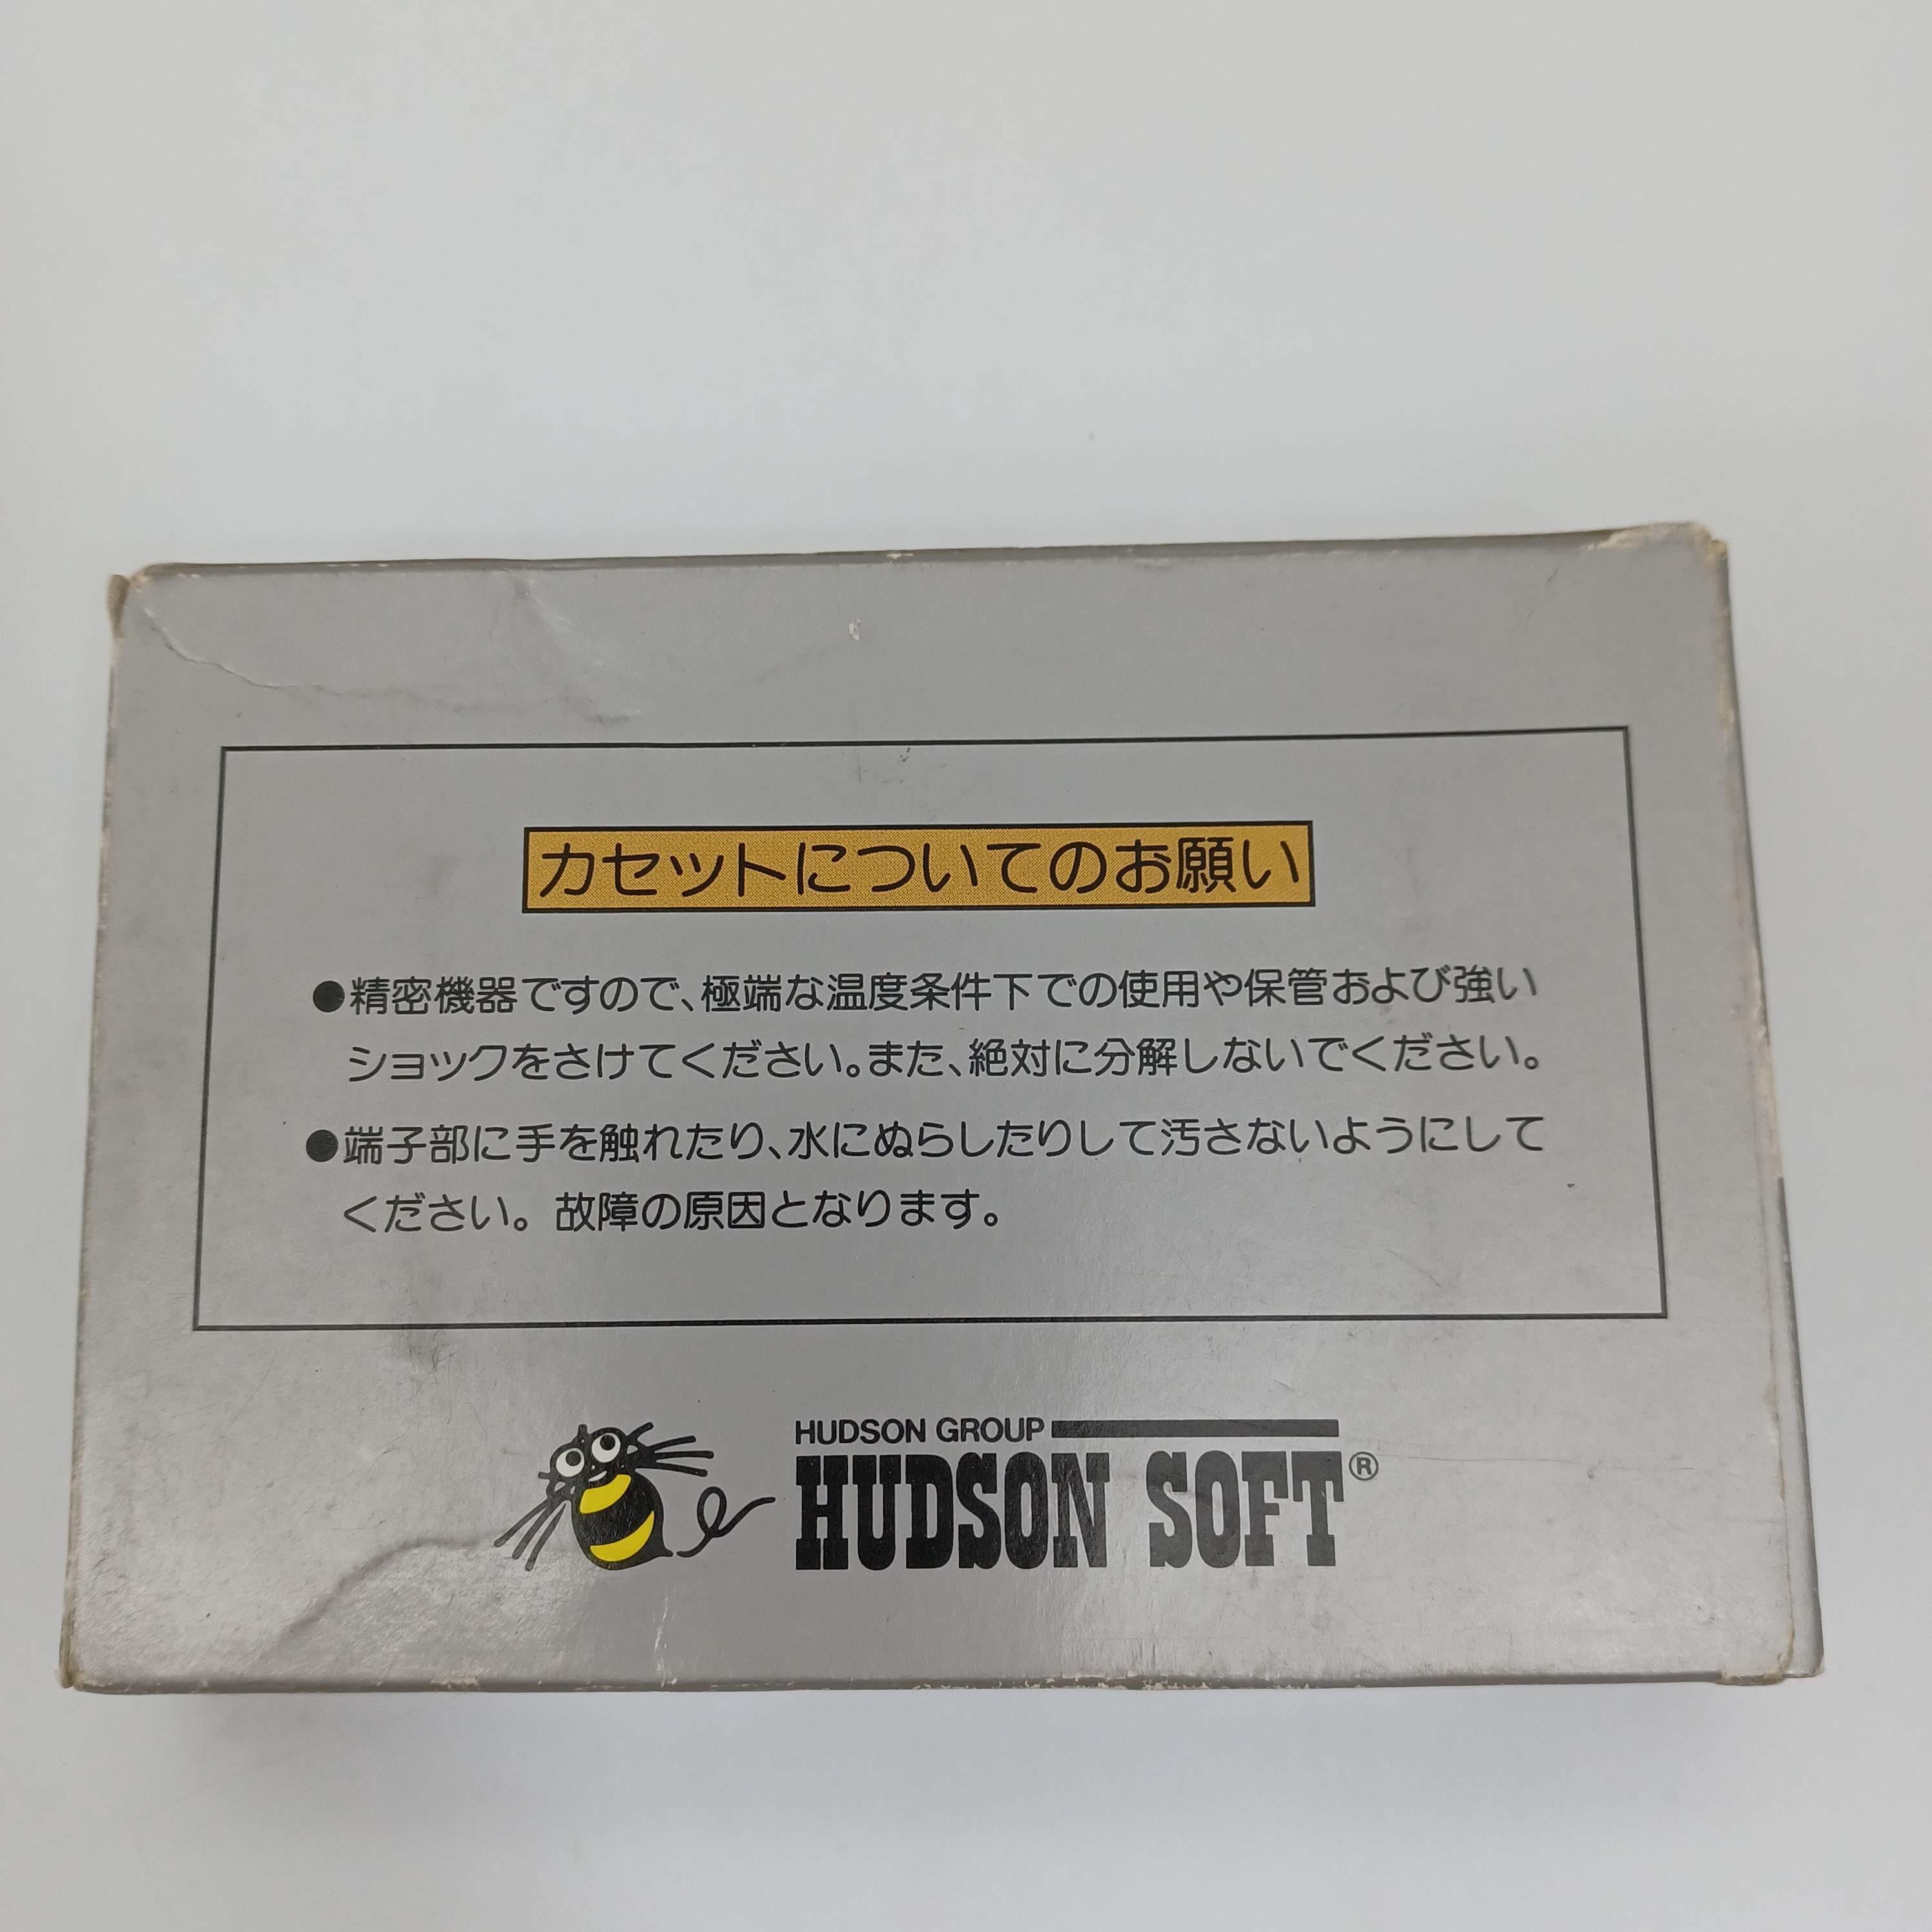 カセットについてのお願い
●精密機器ですので、極端な温度条件下での使用や保管および強い
ショックをさけてください。また、絶対に分解しないでください。
●端子部に手を触れたり、水にぬらしたりして汚さないようにして
ください。故障の原因となります。
HUDSON GROUP
HUDSON SOFT®